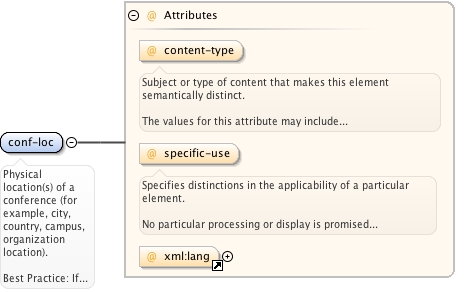 @ Attributes
@ content-type
Subject or type of content that makes this element
semantically distinct.
The values for this attribute may include...
conf-loc
@ specific-use
Physical
location(s) of a
conference (for
example, city,
country, campus,
organization
location).
Best Practice: If...
Specifies distinctions in the applicability of a particular
element.
No particular processing or display is promised...
@ xml:lang